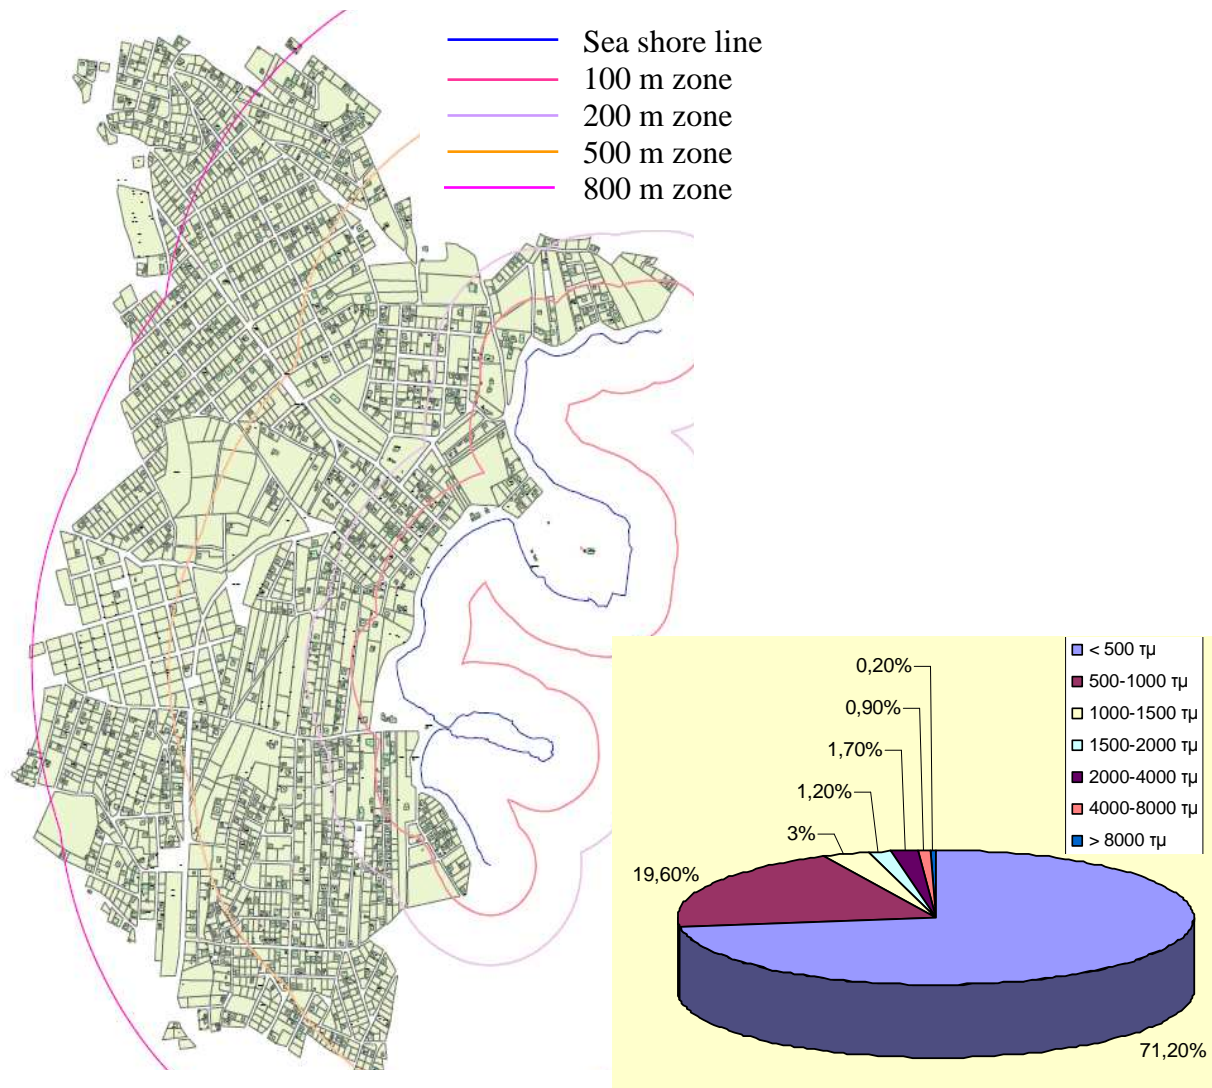 Sea shore line
100 m zone
200 m zone
500 m zone
800 m zone
< 500 τμ
500-1000 τμ
1000-1500 τμ
1500-2000 τμ
2000-4000 τμ
4000-8000 τμ
> 8000 τμ
0,20%
0,90%
1,70%
1,20%
3%
19,60%
71,20%